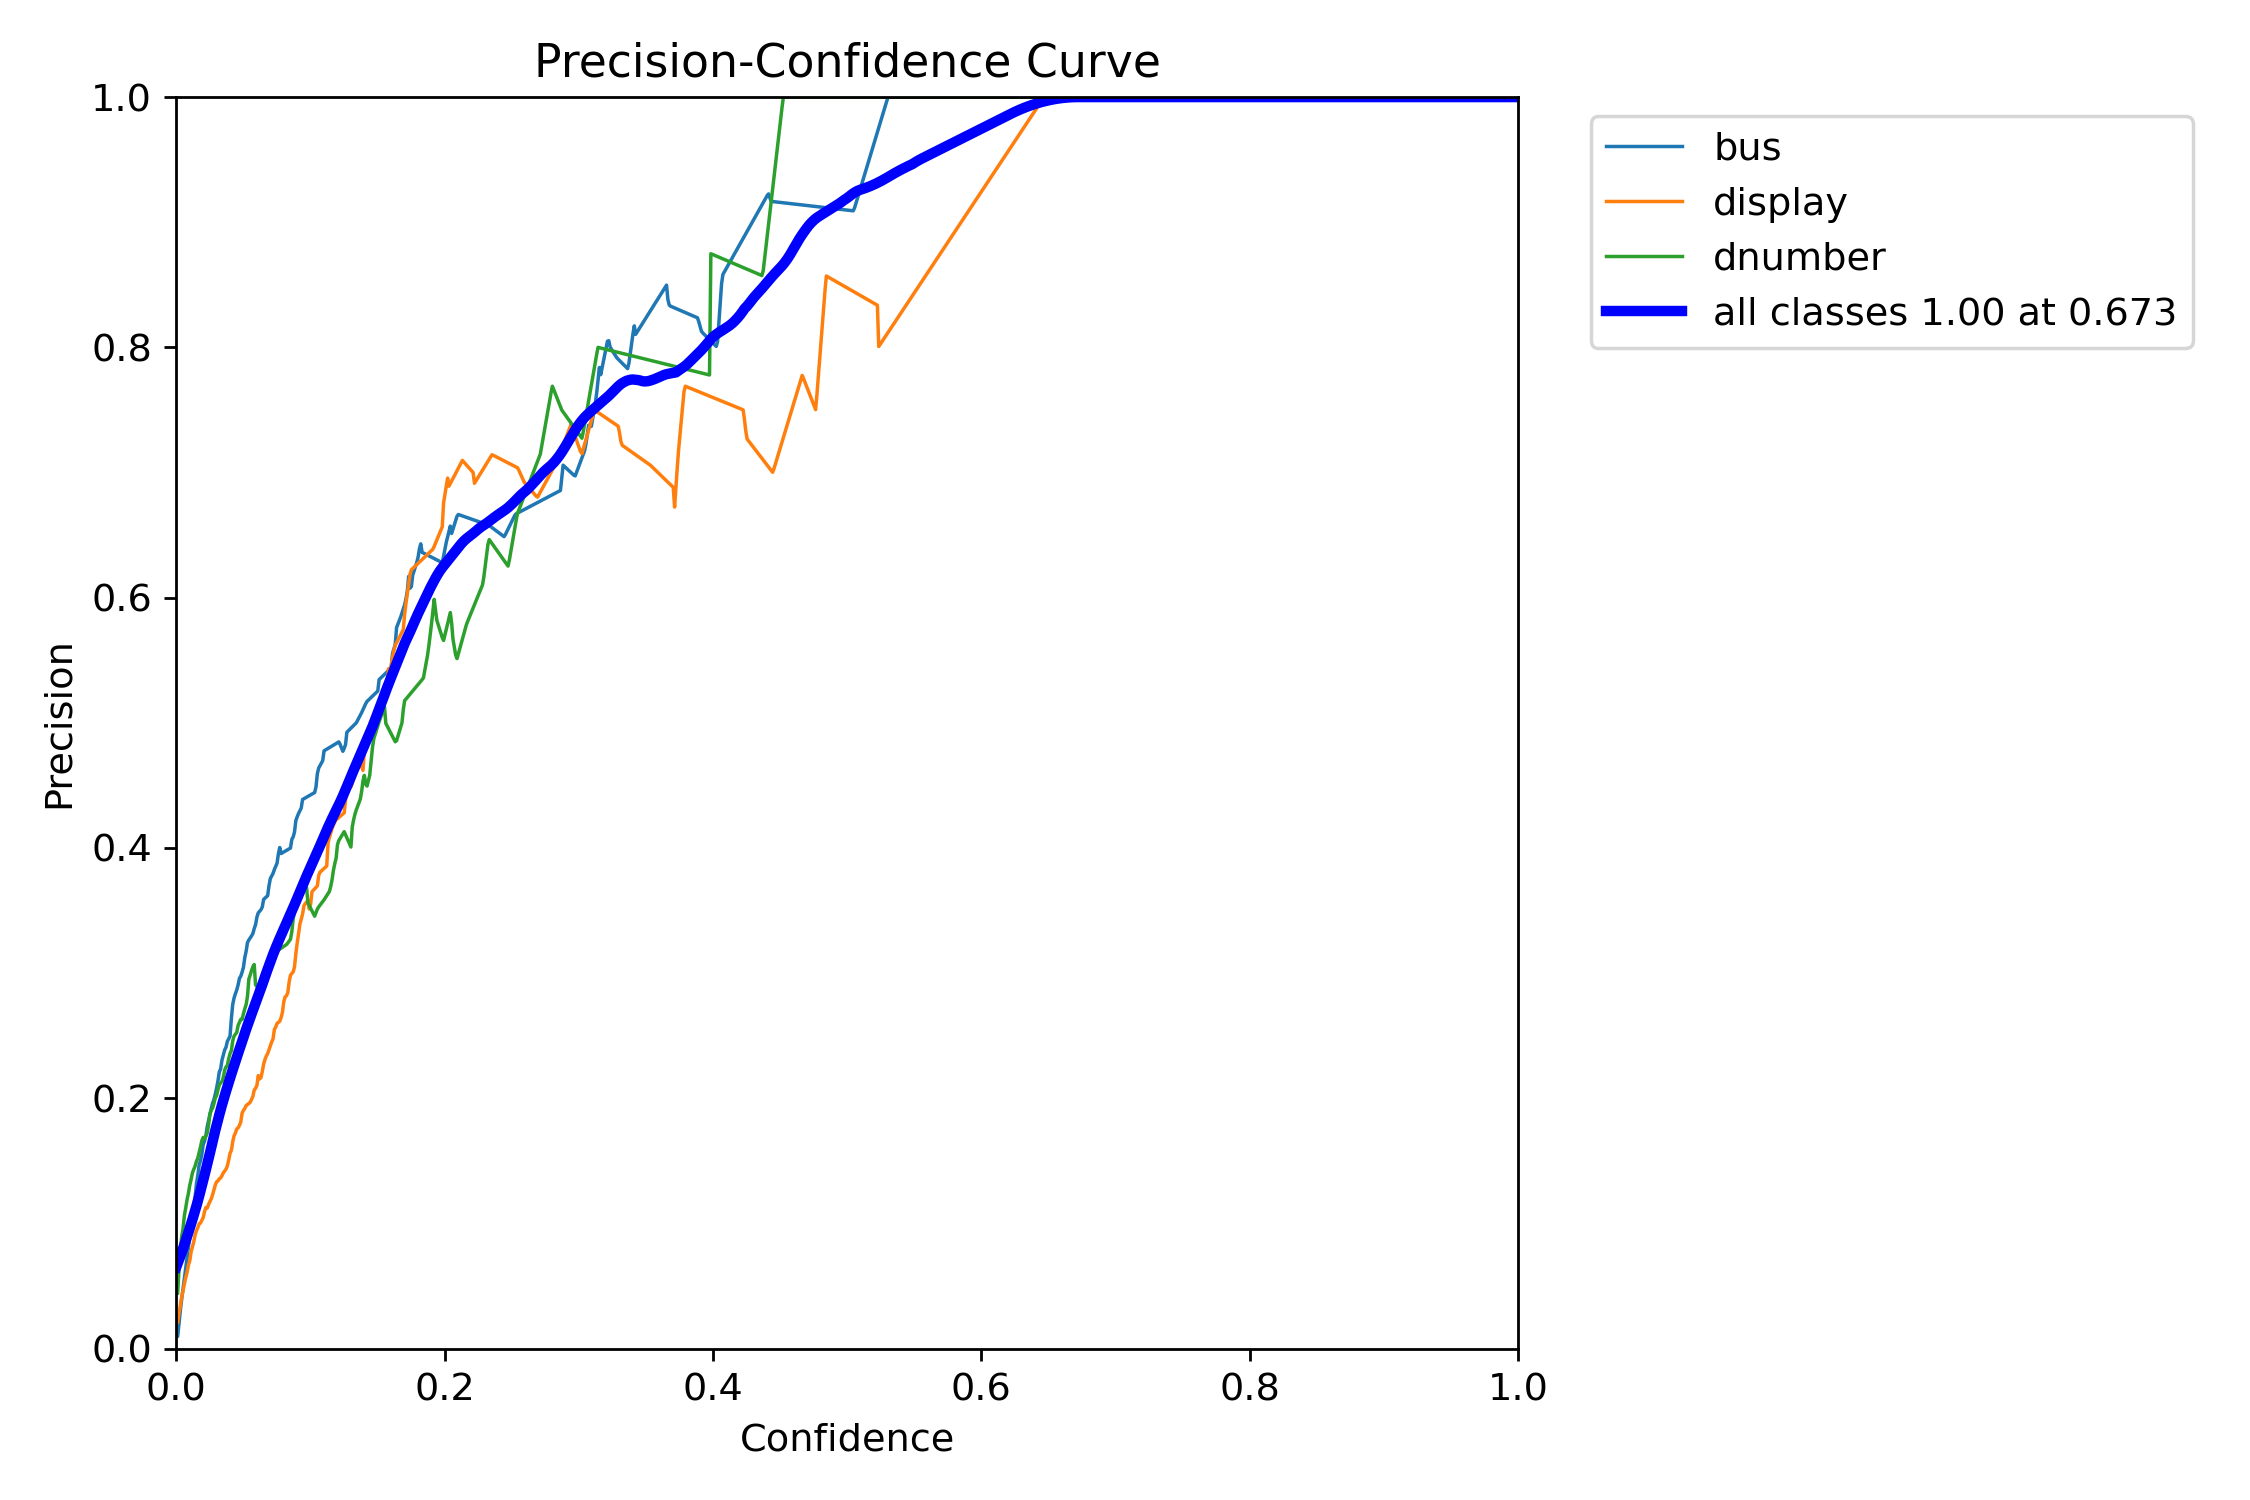 Precision-Confidence Curve
1.0
0.8
0.6
0.4
0.2
0.0
Precision
0.0 0.2 0.4 0.6 0.8 1.0
Confidence
bus
display
dnumber
all classes 1.00 at 0.673